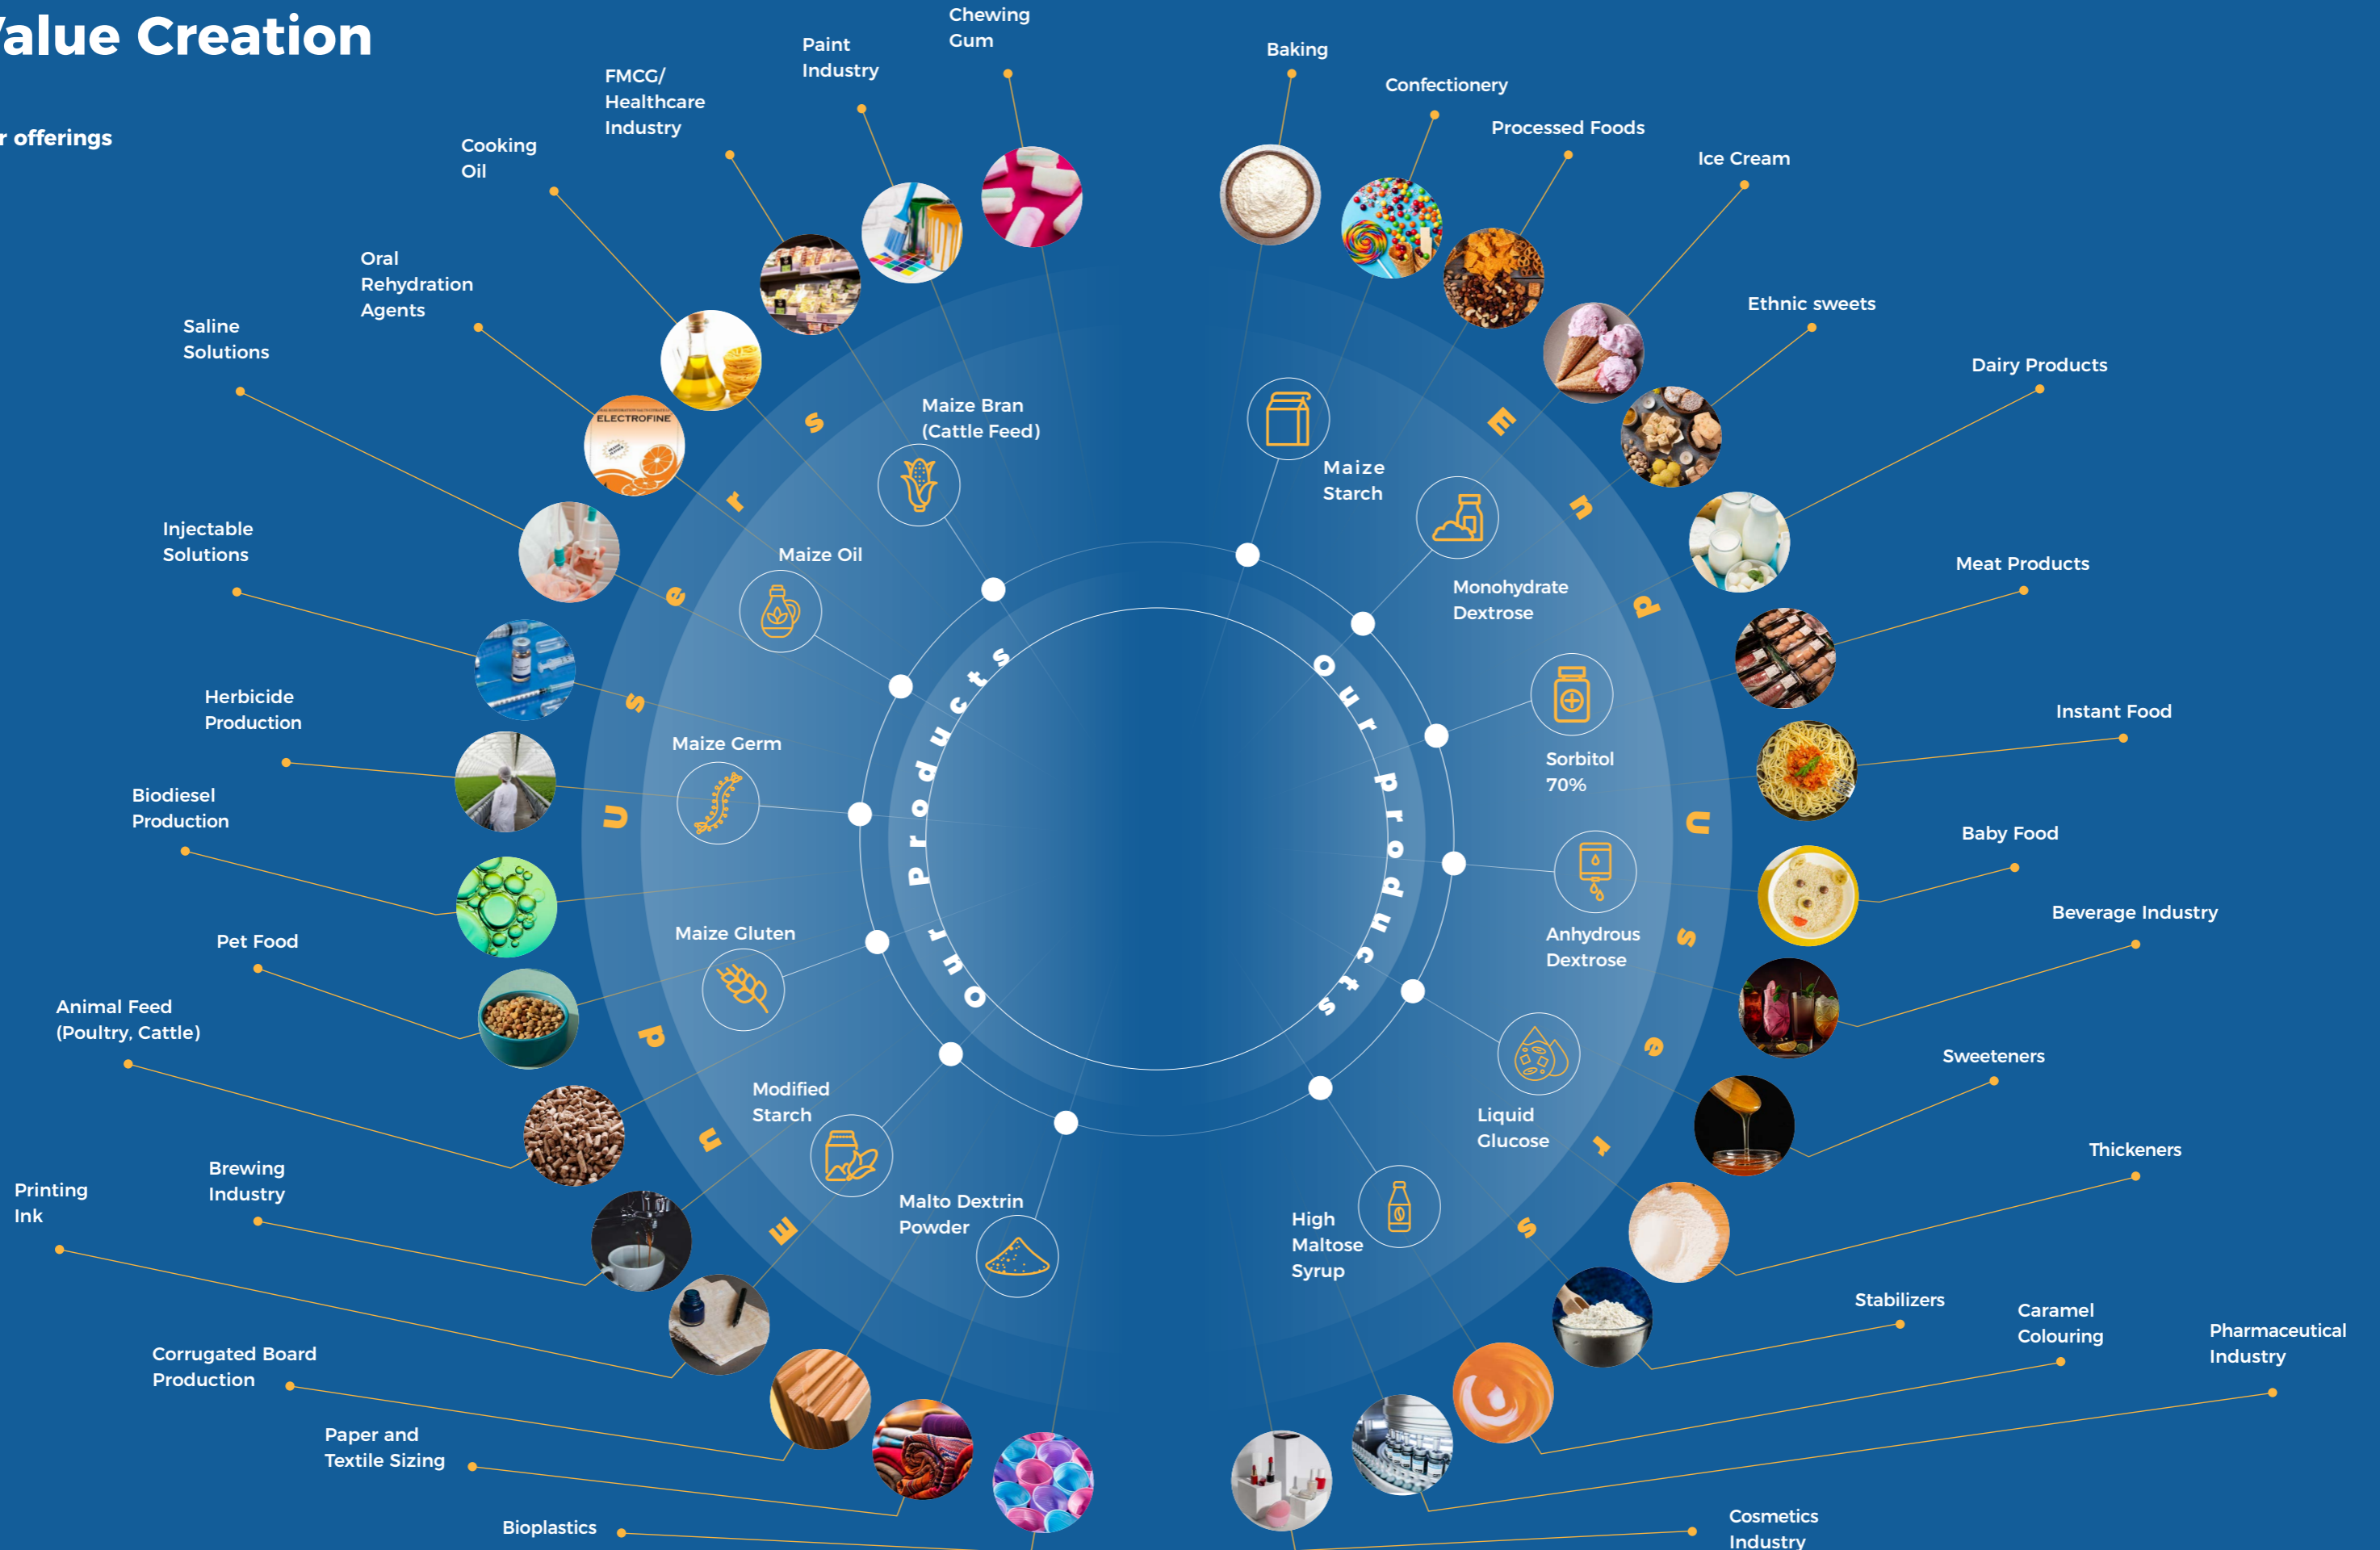 Value Creation
r offerings
Chewing
Gum
Paint
Industry
FMCG/
Healthcare
Industry
Cooking
Oil
Oral
Rehydration
Agents
Saline
Solutions
Injectable
Solutions
Herbicide
Production
Biodiesel
Production
Pet Food
Animal Feed
(Poultry, Cattle)
Brewing
Industry
Printing
Ink
Corrugated Board
Production
Paper and
Textile Sizing
Bioplastics
Baking
Confectionery
Processed Foods
Ice Cream
Ethnic sweets
Dairy Products
Meat Products
Instant Food
Baby Food
Beverage Industry
Sweeteners
Thickeners
Stabilizers
Caramel
Colouring
Pharmaceutical
Industry
Cosmetics
Industry
ELECTROFINE
End Users
End Users
Maize Bran
(Cattle Feed)
Maize Oil
Maize Germ
Maize Gluten
Modified
Starch
Malto Dextrin
Powder
Maize
Starch
Monohydrate
Dextrose
Sorbitol
70%
Anhydrous
Dextrose
Liquid
Glucose
High
Maltose
Syrup
Our Products
Our products